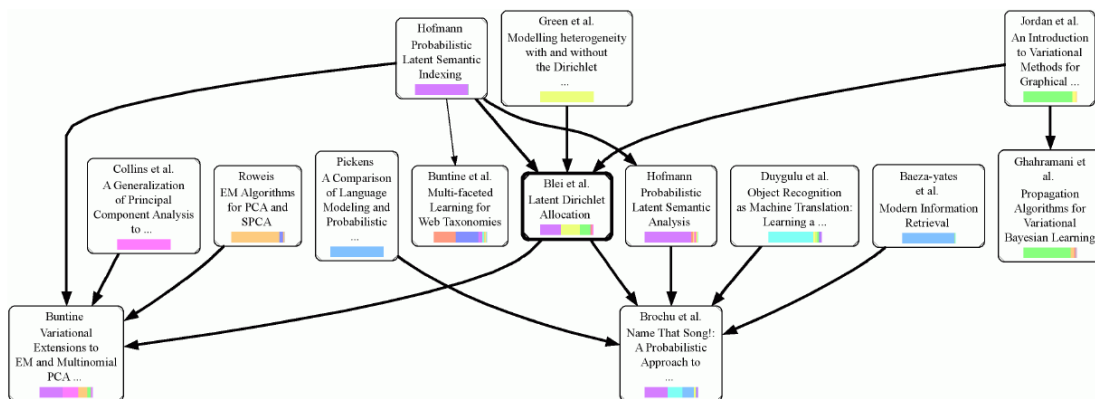 Hofmann
Probabilistic
Latent Semantic
Indexing
Green et al.
Modelling heterogeneity
with and without
the Dirichlet
...
Jordan et al.
An Introduction
to Variational
Methods for
Graphical ...
Collins et al.
A Generalization
of Principal
Component Analysis
to ...
Roweis
EM Algorithms
for PCA and
SPCA
Pickens
A Comparison
of Language
Modeling and
Probabilistic
...
Buntine et al.
Multi-faceted
Learning for
Web Taxonomies
Blei et al.
Latent Dirichlet
Allocation
Hofmann
Probabilistic
Latent Semantic
Analysis
Duygulu et al.
Object Recognition
as Machine Translation:
Learning a ...
Baeza-yates
et al.
Modern Information
Retrieval
Ghahramani et
al.
Propagation
Algorithms for
Variational
Bayesian Learning
Buntine
Variational
Extensions to
EM and Multinomial
PCA ...
Brochu et al.
Name That Song!:
A Probabilistic
Approach to
...